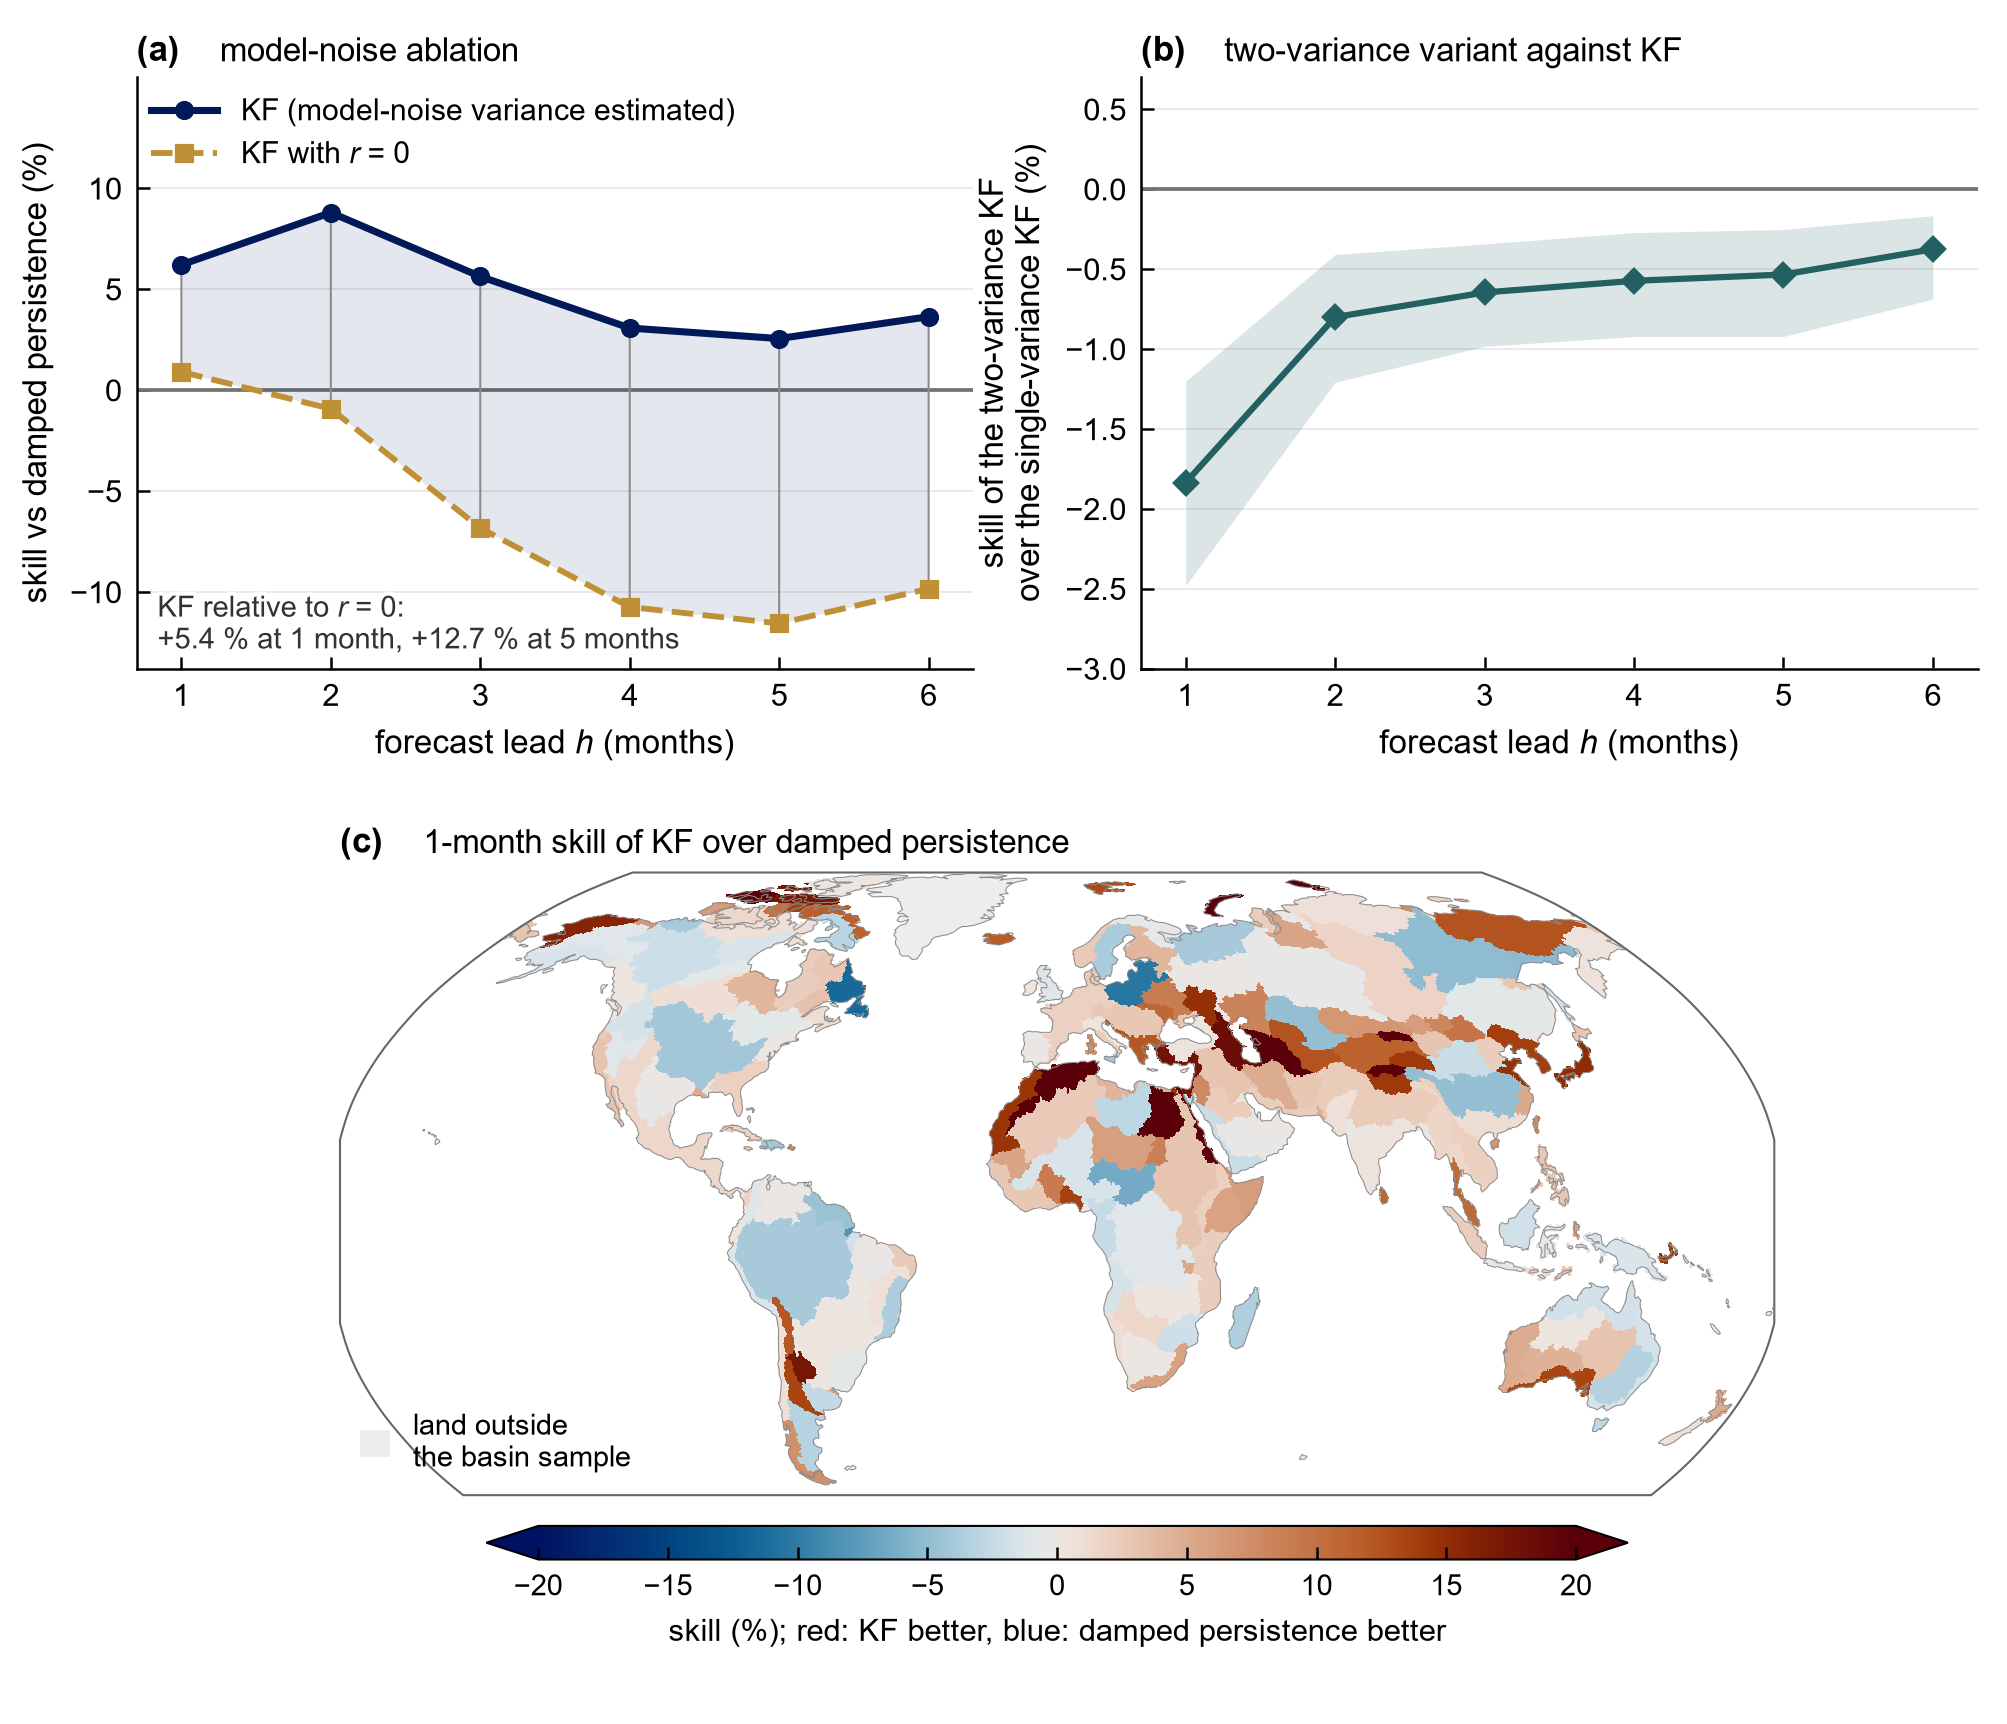 (a) model-noise ablation
KF (model-noise variance estimated)
KF with r = 0
skill vs damped persistence (%)
10
5
0
−5
−10
KF relative to r = 0:
+5.4 % at 1 month, +12.7 % at 5 months
1 2 3 4 5 6
forecast lead h (months)
(b) two-variance variant against KF
skill of the two-variance KF
over the single-variance KF (%)
0.5
0.0
−0.5
−1.0
−1.5
−2.0
−2.5
−3.0
1 2 3 4 5 6
forecast lead h (months)
(c) 1-month skill of KF over damped persistence
land outside
the basin sample
−20 −15 −10 −5 0 5 10 15 20
skill (%); red: KF better, blue: damped persistence better